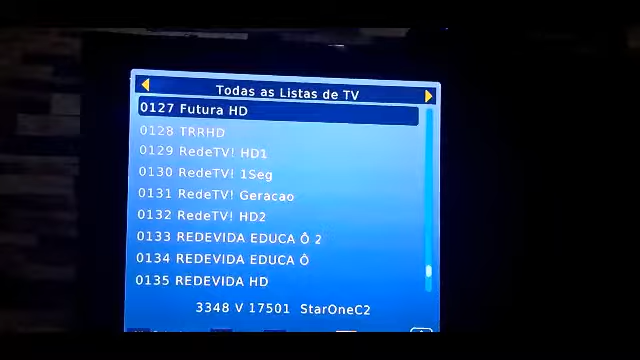 Todas as Listas de TV
0127 Futura HD
0128 TRRHD
0129 RedeTV! HD1
0130 RedeTV! 1Seg
0131 RedeTV! Geracao
0132 RedeTV! HD2
0133 REDEVIDA EDUCA Ô 2
0134 REDEVIDA EDUCA Ô
0135 REDEVIDA HD
3348 V 17501 StarOneC2